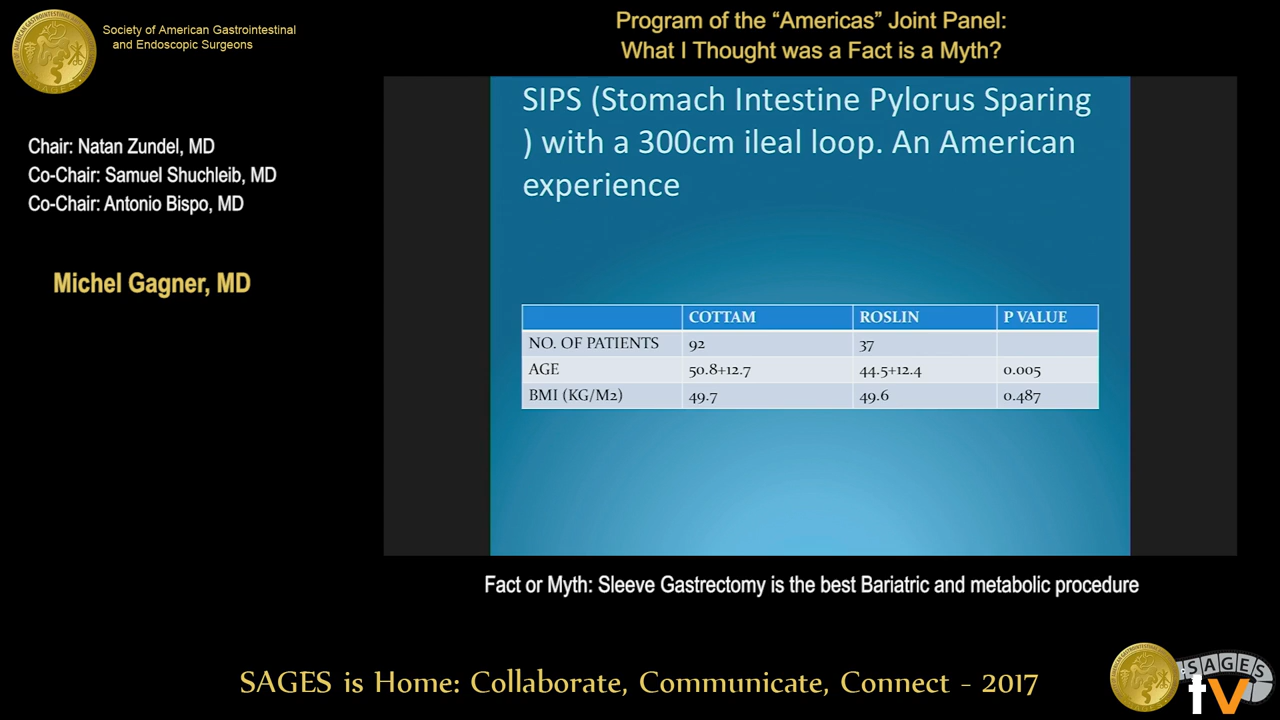 Society of American Gastrointestinal
and Endoscopic Surgeons
Program of the “Americas” Joint Panel:
What I Thought was a Fact is a Myth?
Chair: Natan Zundel, MD
Co-Chair: Samuel Shuchleib, MD
Co-Chair: Antonio Bispo, MD
Michel Gagner, MD
SIPS (Stomach Intestine Pylorus Sparing
) with a 300cm ileal loop. An American
experience
COTTAM ROSLIN P VALUE
NO. OF PATIENTS 92 37
AGE 50.8+12.7 44.5+12.4 0.005
BMI (KG/M2) 49.7 49.6 0.487
Fact or Myth: Sleeve Gastrectomy is the best Bariatric and metabolic procedure
SAGES is Home: Collaborate, Communicate, Connect - 2017
SAGES
tv